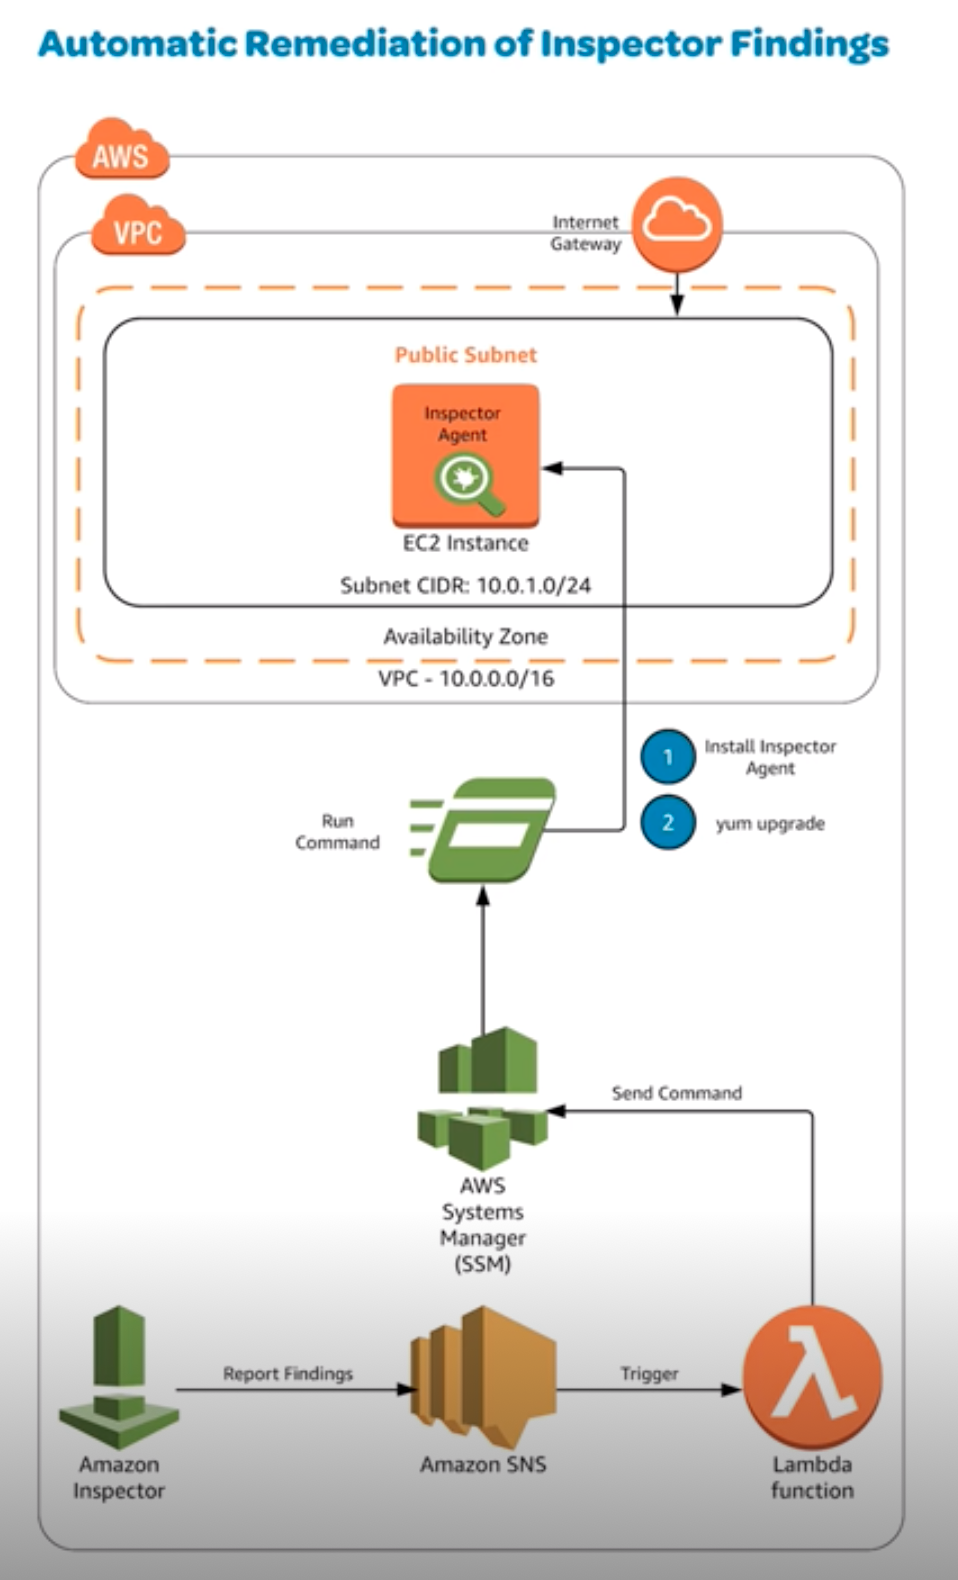 Automatic Remediation of Inspector Findings
AWS
VPC
Internet
Gateway
Public Subnet
Inspector
Agent
EC2 Instance
Subnet CIDR: 10.0.1.0/24
Availability Zone
VPC - 10.0.0.0/16
1
Install Inspector
Agent
2
yum upgrade
Run
Command
Send Command
AWS
Systems
Manager
(SSM)
Report Findings
Trigger
Amazon
Inspector
Amazon SNS
Lambda
function